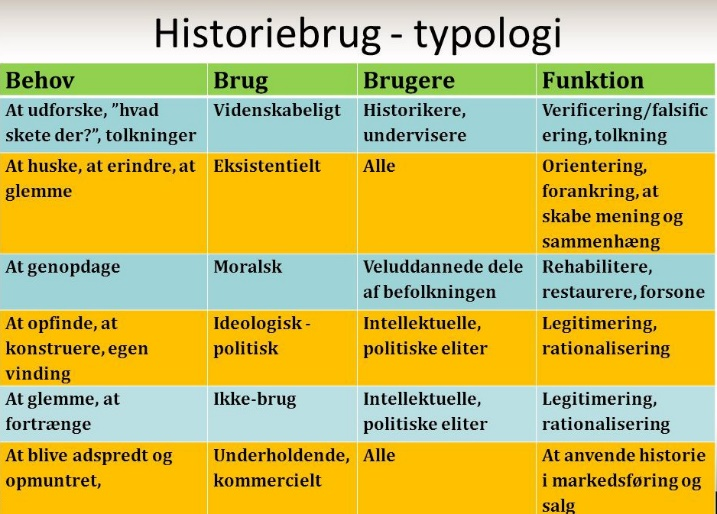 Historiebrug - typologi
Behov Brug Brugere Funktion
At udforske, ”hvad Videnskabeligt Historikere, Verificering/falsific
skete der?”, tolkninger undervisere ering, tolkning
At huske, at erindre, at Eksistentielt Alle Orientering,
glemme forankring, at
skabe mening og
sammenhæng
At genopdage Moralsk Veluddannede dele Rehabilitere,
af befolkningen restaurere, forsone
At opfinde, at Ideologisk - Intellektuelle, Legitimering,
konstruere, egen politisk politiske eliter rationalisering
vinding
At glemme, at Ikke-brug Intellektuelle, Legitimering,
fortrænge politiske eliter rationalisering
At blive adspredt og Underholdende, Alle At anvende historie
opmuntret, kommercielt i markedsføring og
salg